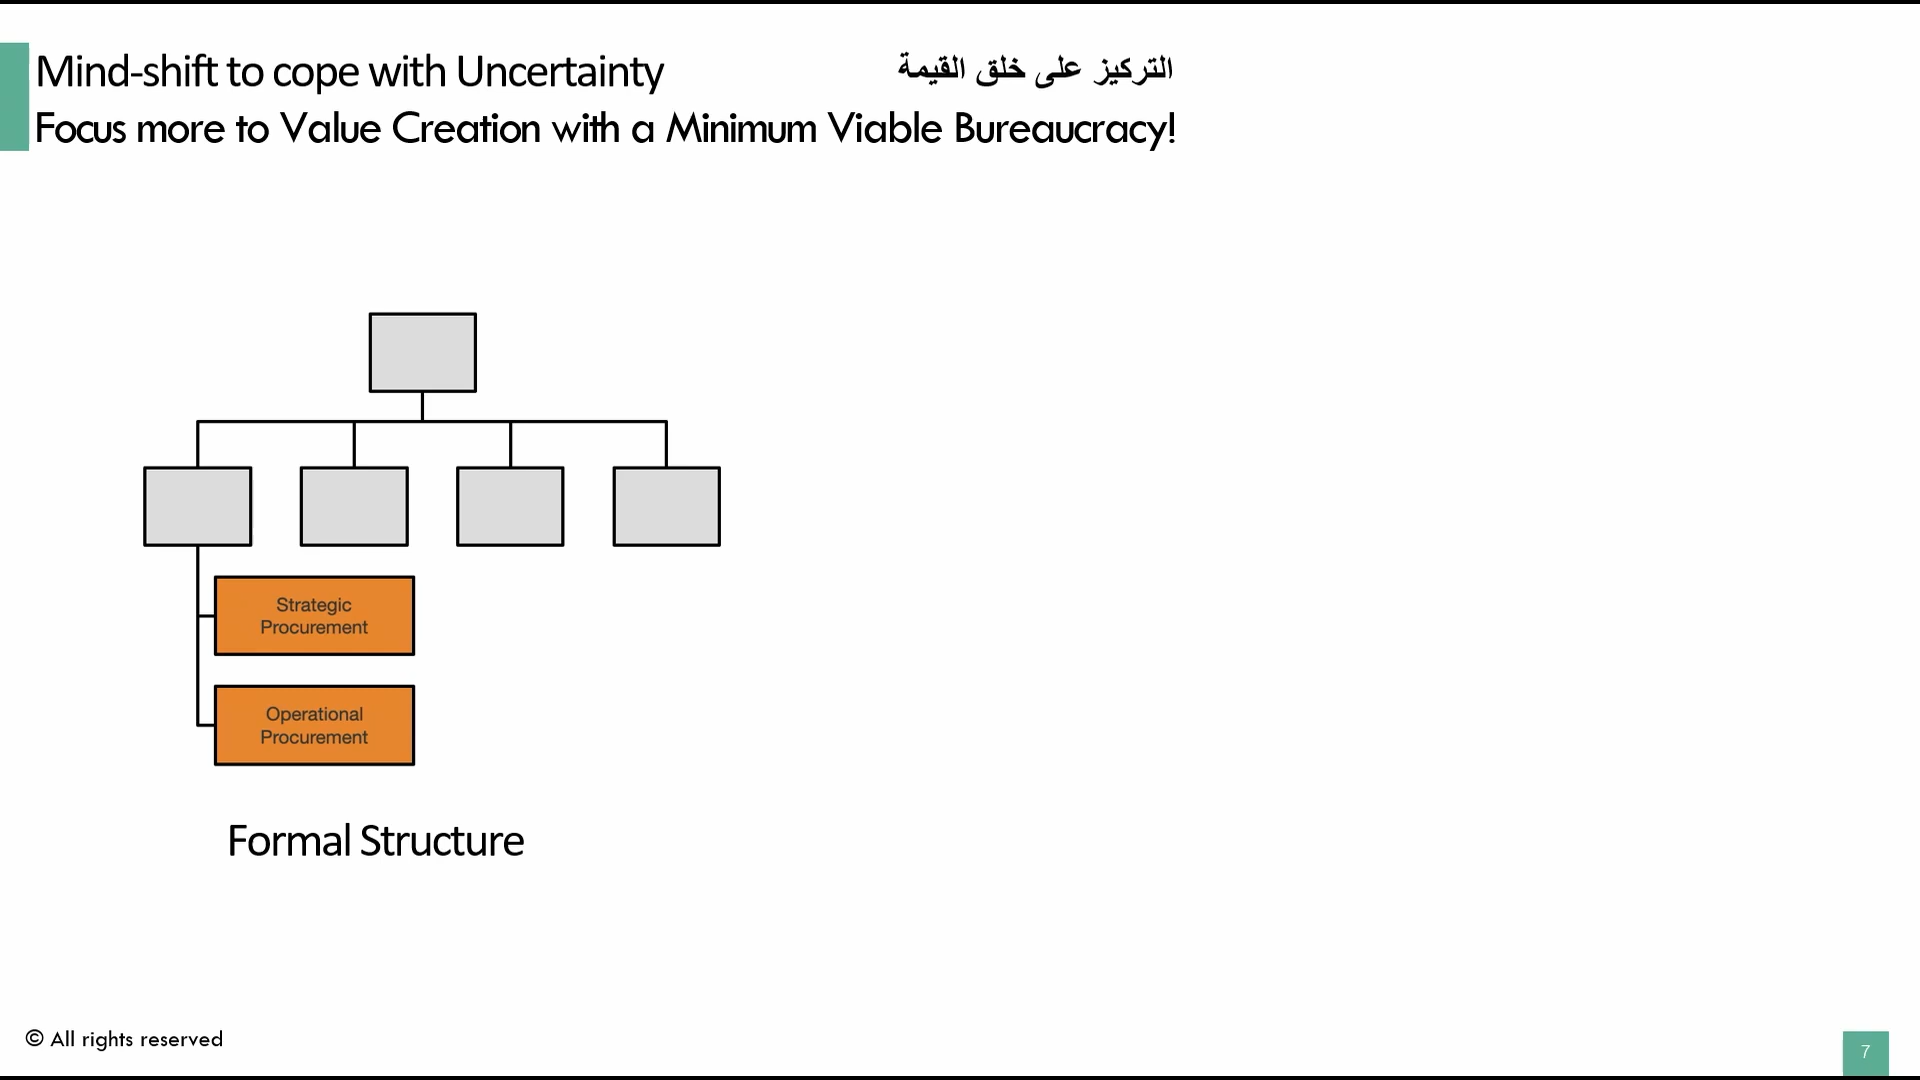 Mind-shift to cope with Uncertainty
التركيز على خلق القيمة
Focus more to Value Creation with a Minimum Viable Bureaucracy!
Strategic
Procurement
Operational
Procurement
Formal Structure
© All rights reserved
7